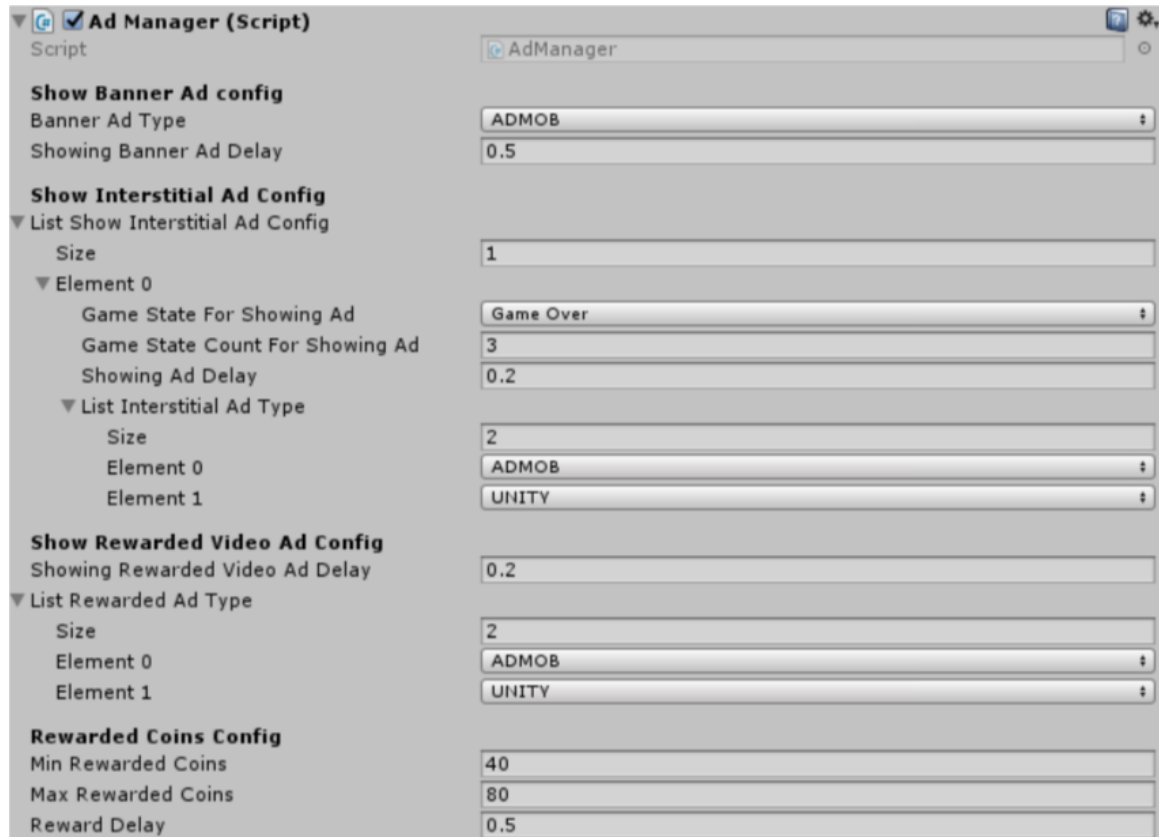 Ad Manager (Script)
Script AdManager
Show Banner Ad config
Banner Ad Type ADMOB
Showing Banner Ad Delay 0.5
Show Interstitial Ad Config
List Show Interstitial Ad Config
Size 1
Element 0
Game State For Showing Ad Game Over
Game State Count For Showing Ad 3
Showing Ad Delay 0.2
List Interstitial Ad Type
Size 2
Element 0 ADMOB
Element 1 UNITY
Show Rewarded Video Ad Config
Showing Rewarded Video Ad Delay 0.2
List Rewarded Ad Type
Size 2
Element 0 ADMOB
Element 1 UNITY
Rewarded Coins Config
Min Rewarded Coins 40
Max Rewarded Coins 80
Reward Delay 0.5